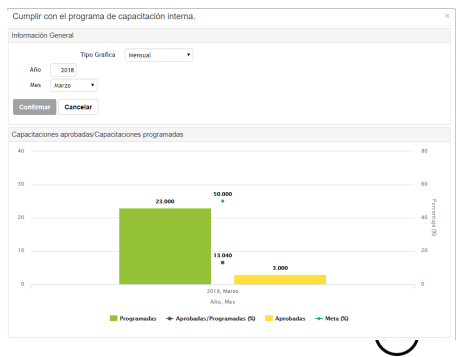 Cumplir con el programa de capacitación interna. ×
Información General
Tipo Grafica Mensual
Año 2018
Mes Marzo
Confirmar Cancelar
Capacitaciones aprobadas/Capacitaciones programadas
40 80
30 60
20 40
10 20
0 0
Porcentaje (%)
50.000
23.000
13.040
3.000
2018, Marzo
Año, Mes
Programadas Aprobadas/Programadas (%) Aprobadas Meta (%)